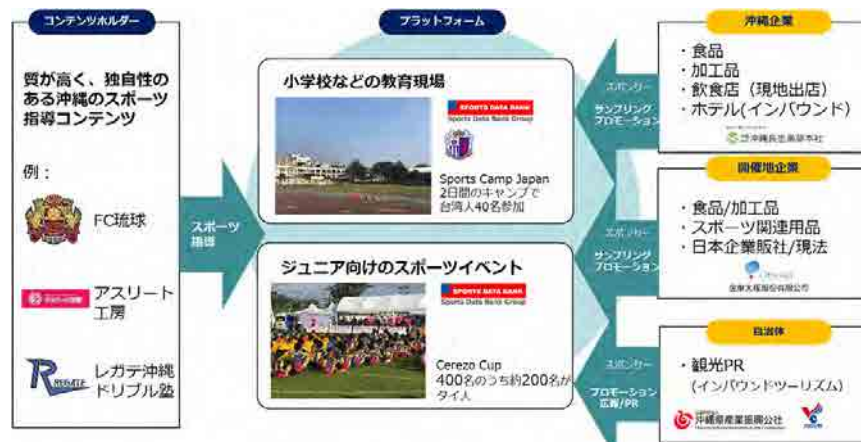 コンテンツホルダー
質が高く、独自性の
ある沖縄のスポーツ
指導コンテンツ
例：
FC琉球
アスリート
工房
レガテ沖縄
ドリブル塾
スポーツ
指導
プラットフォーム
小学校などの教育現場
SPORTS DATA BANK
Sports Data Bank Group
Sports Camp Japan
2日間のキャンプで
台湾人40名参加
ジュニア向けのスポーツイベント
SPORTS DATA BANK
Sports Data Bank Group
Cerezo Cup
400名のうち約200名が
タイ人
スポンサー
サンプリング
プロモーション
スポンサー
サンプリング
プロモーション
スポンサー
プロモーション
広報/PR
沖縄企業
・食品
・加工品
・飲食店（現地出店）
・ホテル(インバウンド)
開催地企業
・食品/加工品
・スポーツ関連用品
・日本企業販社/現法
自治体
・観光PR
(インバウンドツーリズム)
沖縄県産業振興公社